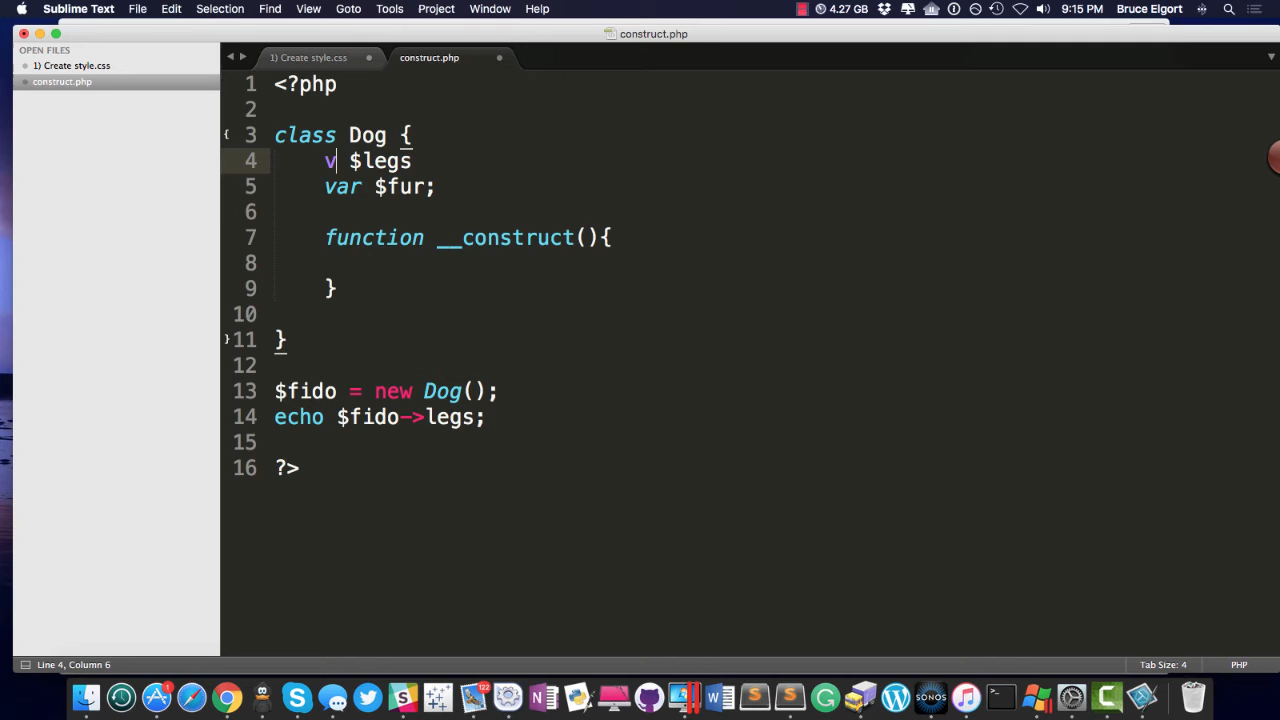 Sublime Text File Edit Selection Find View Goto Tools Project Window Help 4.27 GB 9:15 PM Bruce Elgort
construct.php
OPEN FILES
1) Create style.css
construct.php
1) Create style.css construct.php
1 <?php
2
3 class Dog {
4 v $legs
5 var $fur;
6
7 function __construct(){
8
9 }
10
11 }
12
13 $fido = new Dog();
14 echo $fido->legs;
15
16 ?>
Line 4, Column 6 Tab Size: 4 PHP
1
122